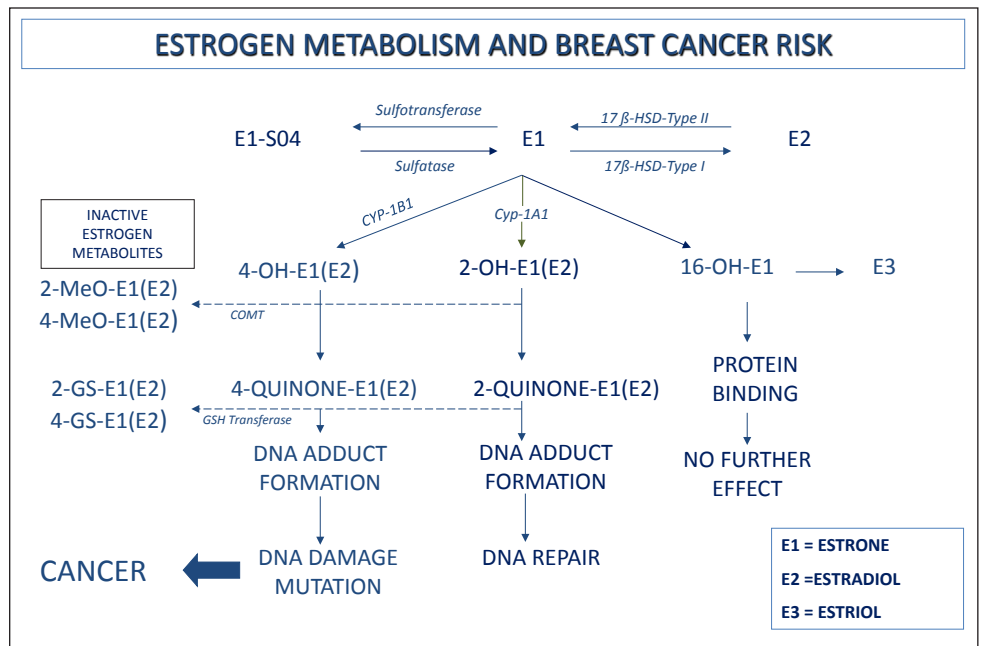 ESTROGEN METABOLISM AND BREAST CANCER RISK
Sulfotransferase
17 ß-HSD-Type II
E1-S04
E1
E2
Sulfatase
17ß-HSD-Type I
CYP-1B1
Cyp-1A1
INACTIVE
ESTROGEN
METABOLITES
4-OH-E1(E2)
2-OH-E1(E2)
16-OH-E1
E3
2-MeO-E1(E2)
4-MeO-E1(E2)
COMT
PROTEIN
BINDING
2-GS-E1(E2)
4-GS-E1(E2)
4-QUINONE-E1(E2)
2-QUINONE-E1(E2)
GSH Transferase
DNA ADDUCT
FORMATION
DNA ADDUCT
FORMATION
NO FURTHER
EFFECT
CANCER
DNA DAMAGE
MUTATION
DNA REPAIR
E1 = ESTRONE
E2 =ESTRADIOL
E3 = ESTRIOL